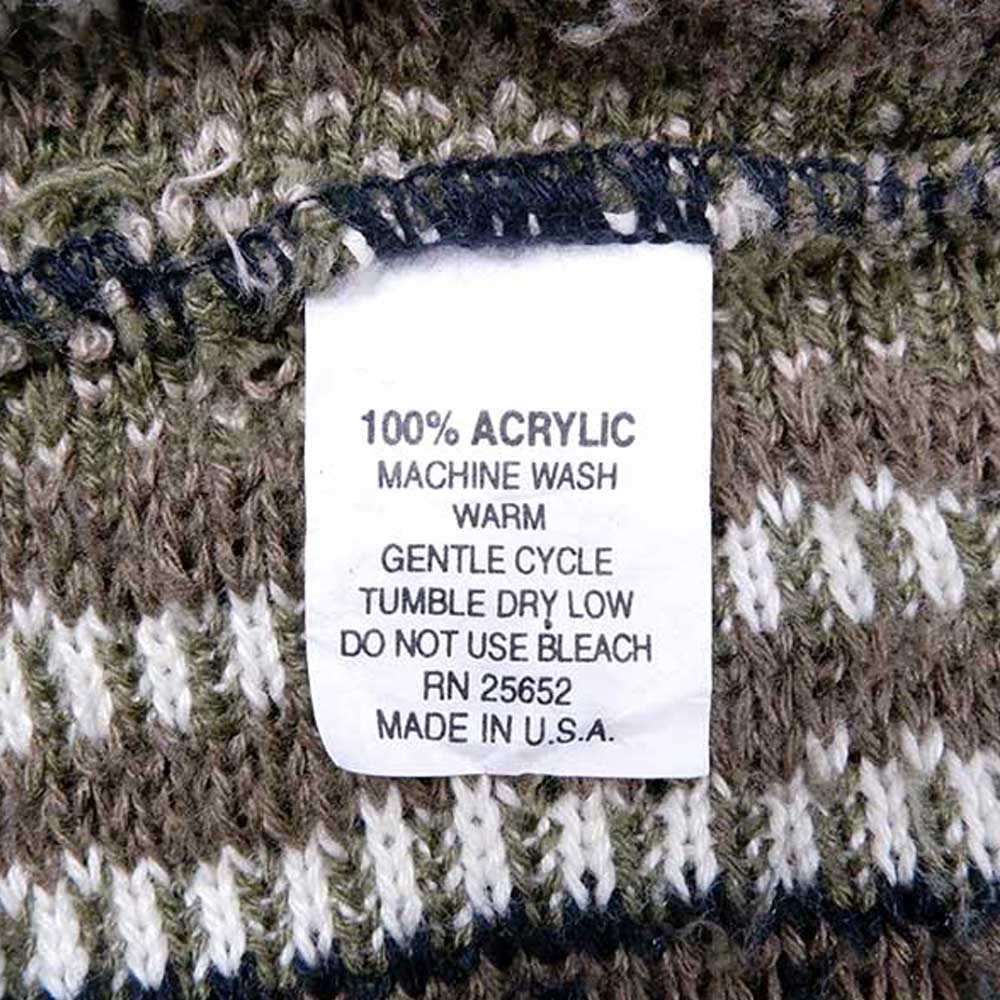 100% ACRYLIC
MACHINE WASH
WARM
GENTLE CYCLE
TUMBLE DRY LOW
DO NOT USE BLEACH
RN 25652
MADE IN U.S.A.